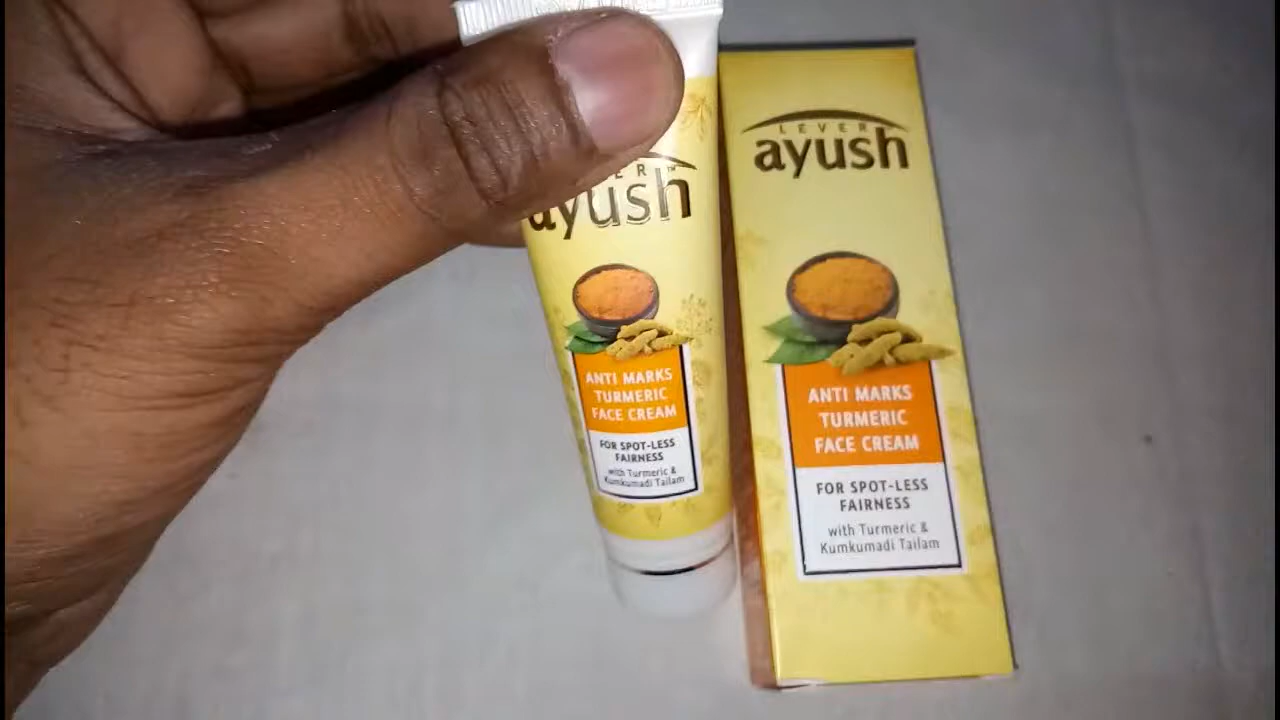 ayush
ANTI MARKS
TURMERIC
FACE CREAM
FOR SPOT-LESS
FAIRNESS
with Turmeric &
Kumkumadi Tailam
LEVER
ayush
ANTI MARKS
TURMERIC
FACE CREAM
FOR SPOT-LESS
FAIRNESS
with Turmeric &
Kumkumadi Tailam